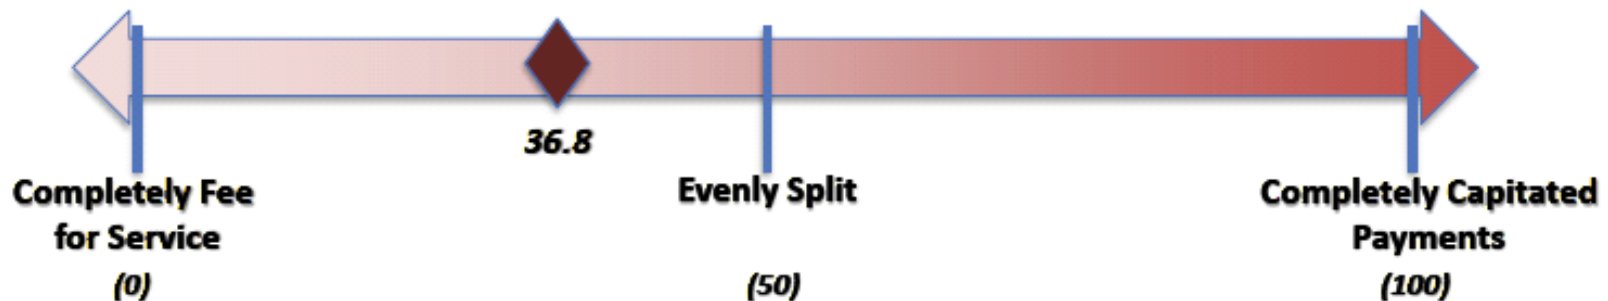 36.8
Completely Fee
for Service
(0)
Evenly Split
(50)
Completely Capitated
Payments
(100)